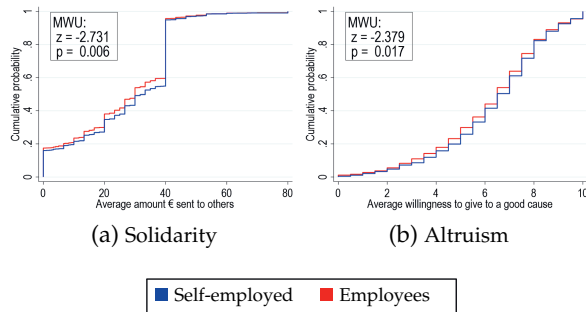 MWU:
z = -2.731
p = 0.006
Cumulative probability
0 .2 .4 .6 .8 1
0 20 40 60 80
Average amount € sent to others
(a) Solidarity
MWU:
z = -2.379
p = 0.017
Cumulative probability
0 .2 .4 .6 .8 1
0 2 4 6 8 10
Average willingness to give to a good cause
(b) Altruism
Self-employed Employees